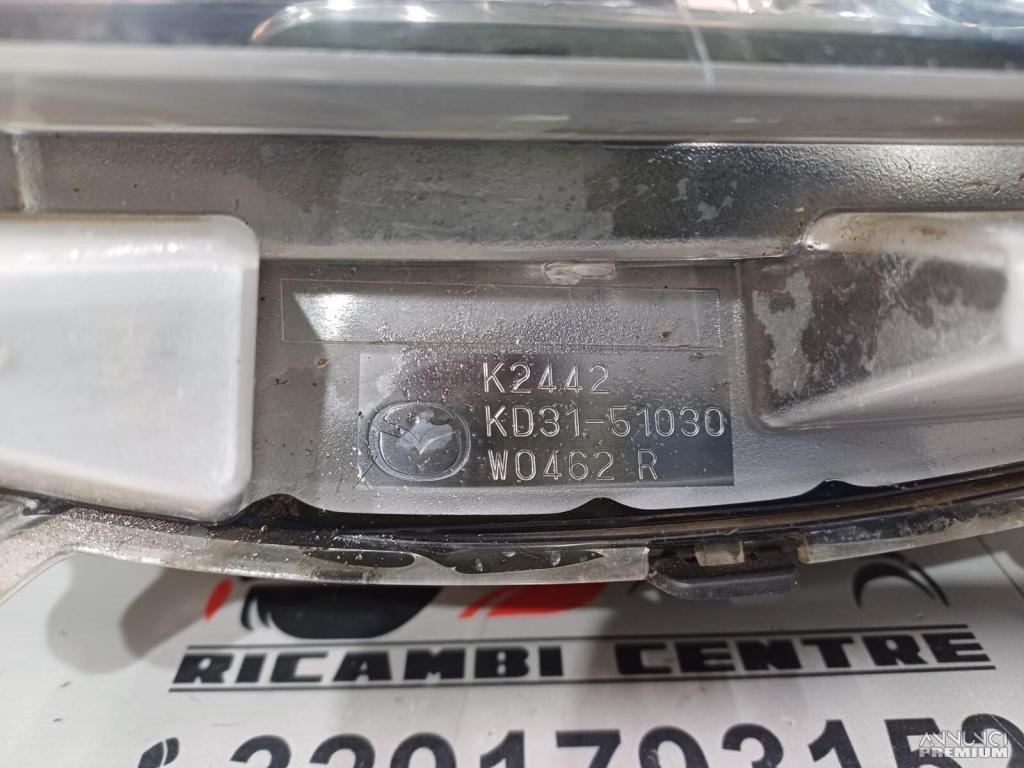 K2442
KD31-51030
W0462 R
RICAMBI CENTRE
ANNUNCI
PREMIUM